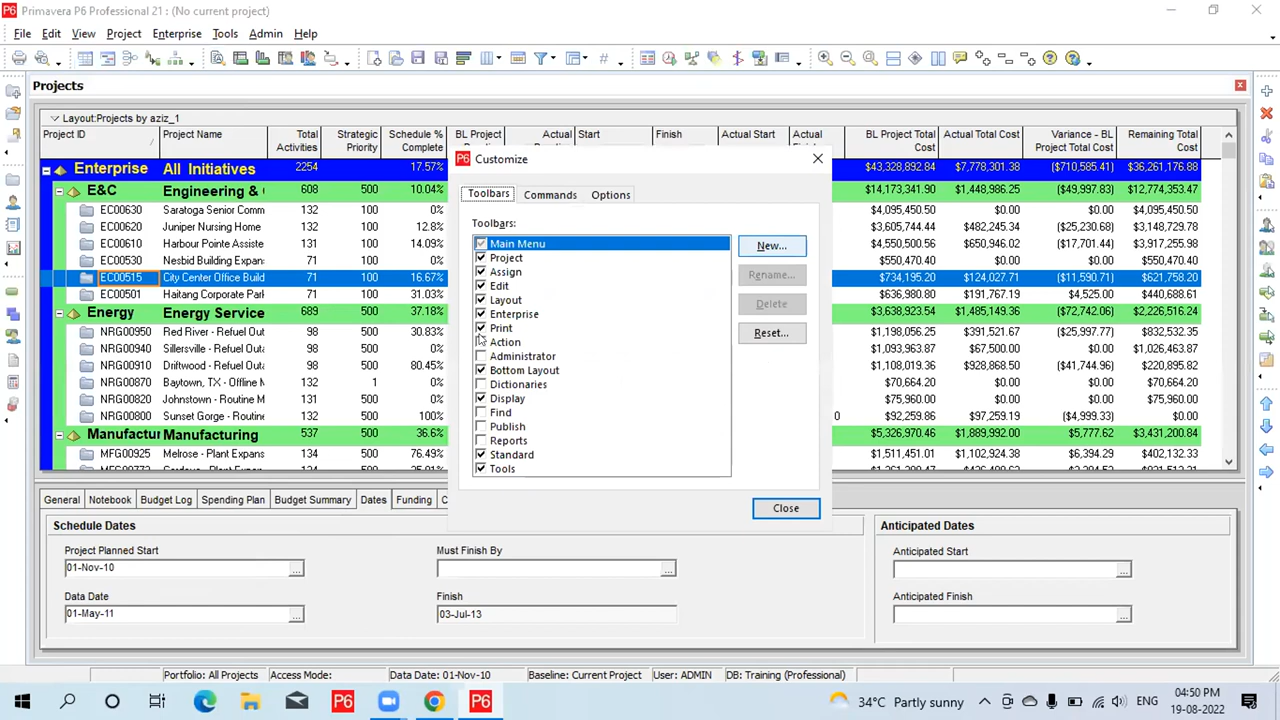 P6 Primavera P6 Professional 21 : (No current project)
File Edit View Project Enterprise Tools Admin Help
Projects
Layout:Projects by aziz_1
Project ID Project Name Total Activities Strategic Priority Schedule % Complete BL Project Actual Start Finish Actual Start Actual BL Project Total Cost Actual Total Cost Variance - BL Project Total Cost Remaining Total Cost
Enterprise All Initiatives 2254 17.57% $43,328,892.84 $7,778,301.38 ($710,585.41) $36,261,176.88
E&C Engineering & 608 500 10.04% $14,173,341.90 $1,448,886.25 ($49,997.83) $12,774,353.47
EC00630 Saratoga Senior Comm 132 100 0% $4,095,450.50 $0.00 $0.00 $4,095,450.50
EC00620 Juniper Nursing Home 132 100 12.8% $3,605,744.80 $482,245.34 ($25,230.68) $3,148,729.78
EC00610 Harbour Pointe Assiste 132 100 14.09% $4,550,500.56 $650,946.02 ($17,701.44) $3,917,255.98
EC00530 Nesbid Building Expans 71 100 0% $550,470.40 $0.00 $0.00 $550,470.40
EC00515 City Center Office Build 71 100 16.67% $734,195.20 $124,027.71 ($11,590.71) $621,758.20
EC00501 Haitang Corporate Park 71 100 31.03% $636,980.80 $191,767.19 $4,525.00 $440,688.61
Energy Energy Service 689 500 37.18% $3,638,923.54 $1,485,149.36 ($72,742.06) $2,226,516.24
NRG00950 Red River - Refuel Outa 98 500 30.83% $1,198,056.25 $391,521.67 ($25,997.77) $832,532.35
NRG00940 Sillersville - Refuel Outa 98 500 $1,093,963.87 $67,500.00 $0.00 $1,026,463.87
NRG00910 Driftwood - Refuel Outa 98 500 80.45% $1,108,019.36 $928,868.50 ($41,744.96) $220,895.82
NRG00870 Baytown, TX - Offline M 132 1 0% $70,664.20 $0.00 $0.00 $70,664.20
NRG00820 Johnstown - Routine M 131 500 0% $75,960.00 $0.00 $0.00 $75,960.00
NRG00800 Sunset Gorge - Routine 132 500 100% 0 $92,259.86 $97,259.19 ($4,999.33) $0.00
Manufactur Manufacturing 537 500 36.6% $5,326,970.46 $1,889,992.00 $5,777.62 $3,431,200.84
MFG00925 Melrose - Plant Expans 134 500 76.49% $1,528,925.28 $1,102,398.86 $6,394.29 $402,132.33
P6 Customize
Toolbars Commands Options
Toolbars:
Main Menu
Project
Assign
Edit
Layout
Enterprise
Print
Action
Administrator
Bottom Layout
Dictionaries
Display
Find
Publish
Reports
Standard
Tools
New...
Rename...
Delete
Reset...
Close
General Notebook Budget Log Spending Plan Budget Summary Dates Funding C
Schedule Dates
Anticipated Dates
Project Planned Start
Must Finish By
Anticipated Start
01-Nov-10
Data Date
Finish
Anticipated Finish
01-May-11
03-Jul-13
Portfolio: All Projects Access Mode: Data Date: 01-Nov-10 Baseline: Current Project User: ADMIN DB: Training (Professional)
P6 P6 34°C Partly sunny ENG 04:50 PM
19-08-2022